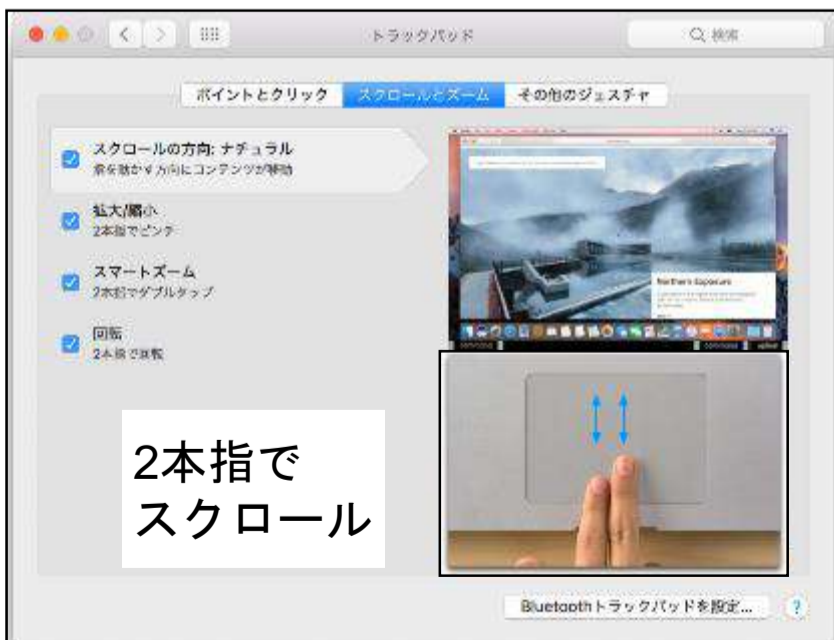 トラックパッド
検索
ポイントとクリック
スクロールとズーム
その他のジェスチャ
スクロールの方向: ナチュラル
指を動かす方向にコンテンツが移動
拡大/縮小
2本指でピンチ
スマートズーム
2本指でダブルタップ
回転
2本指で回転
Northern Exposure
command
command
option
2本指で
スクロール
Bluetoothトラックパッドを設定...
?